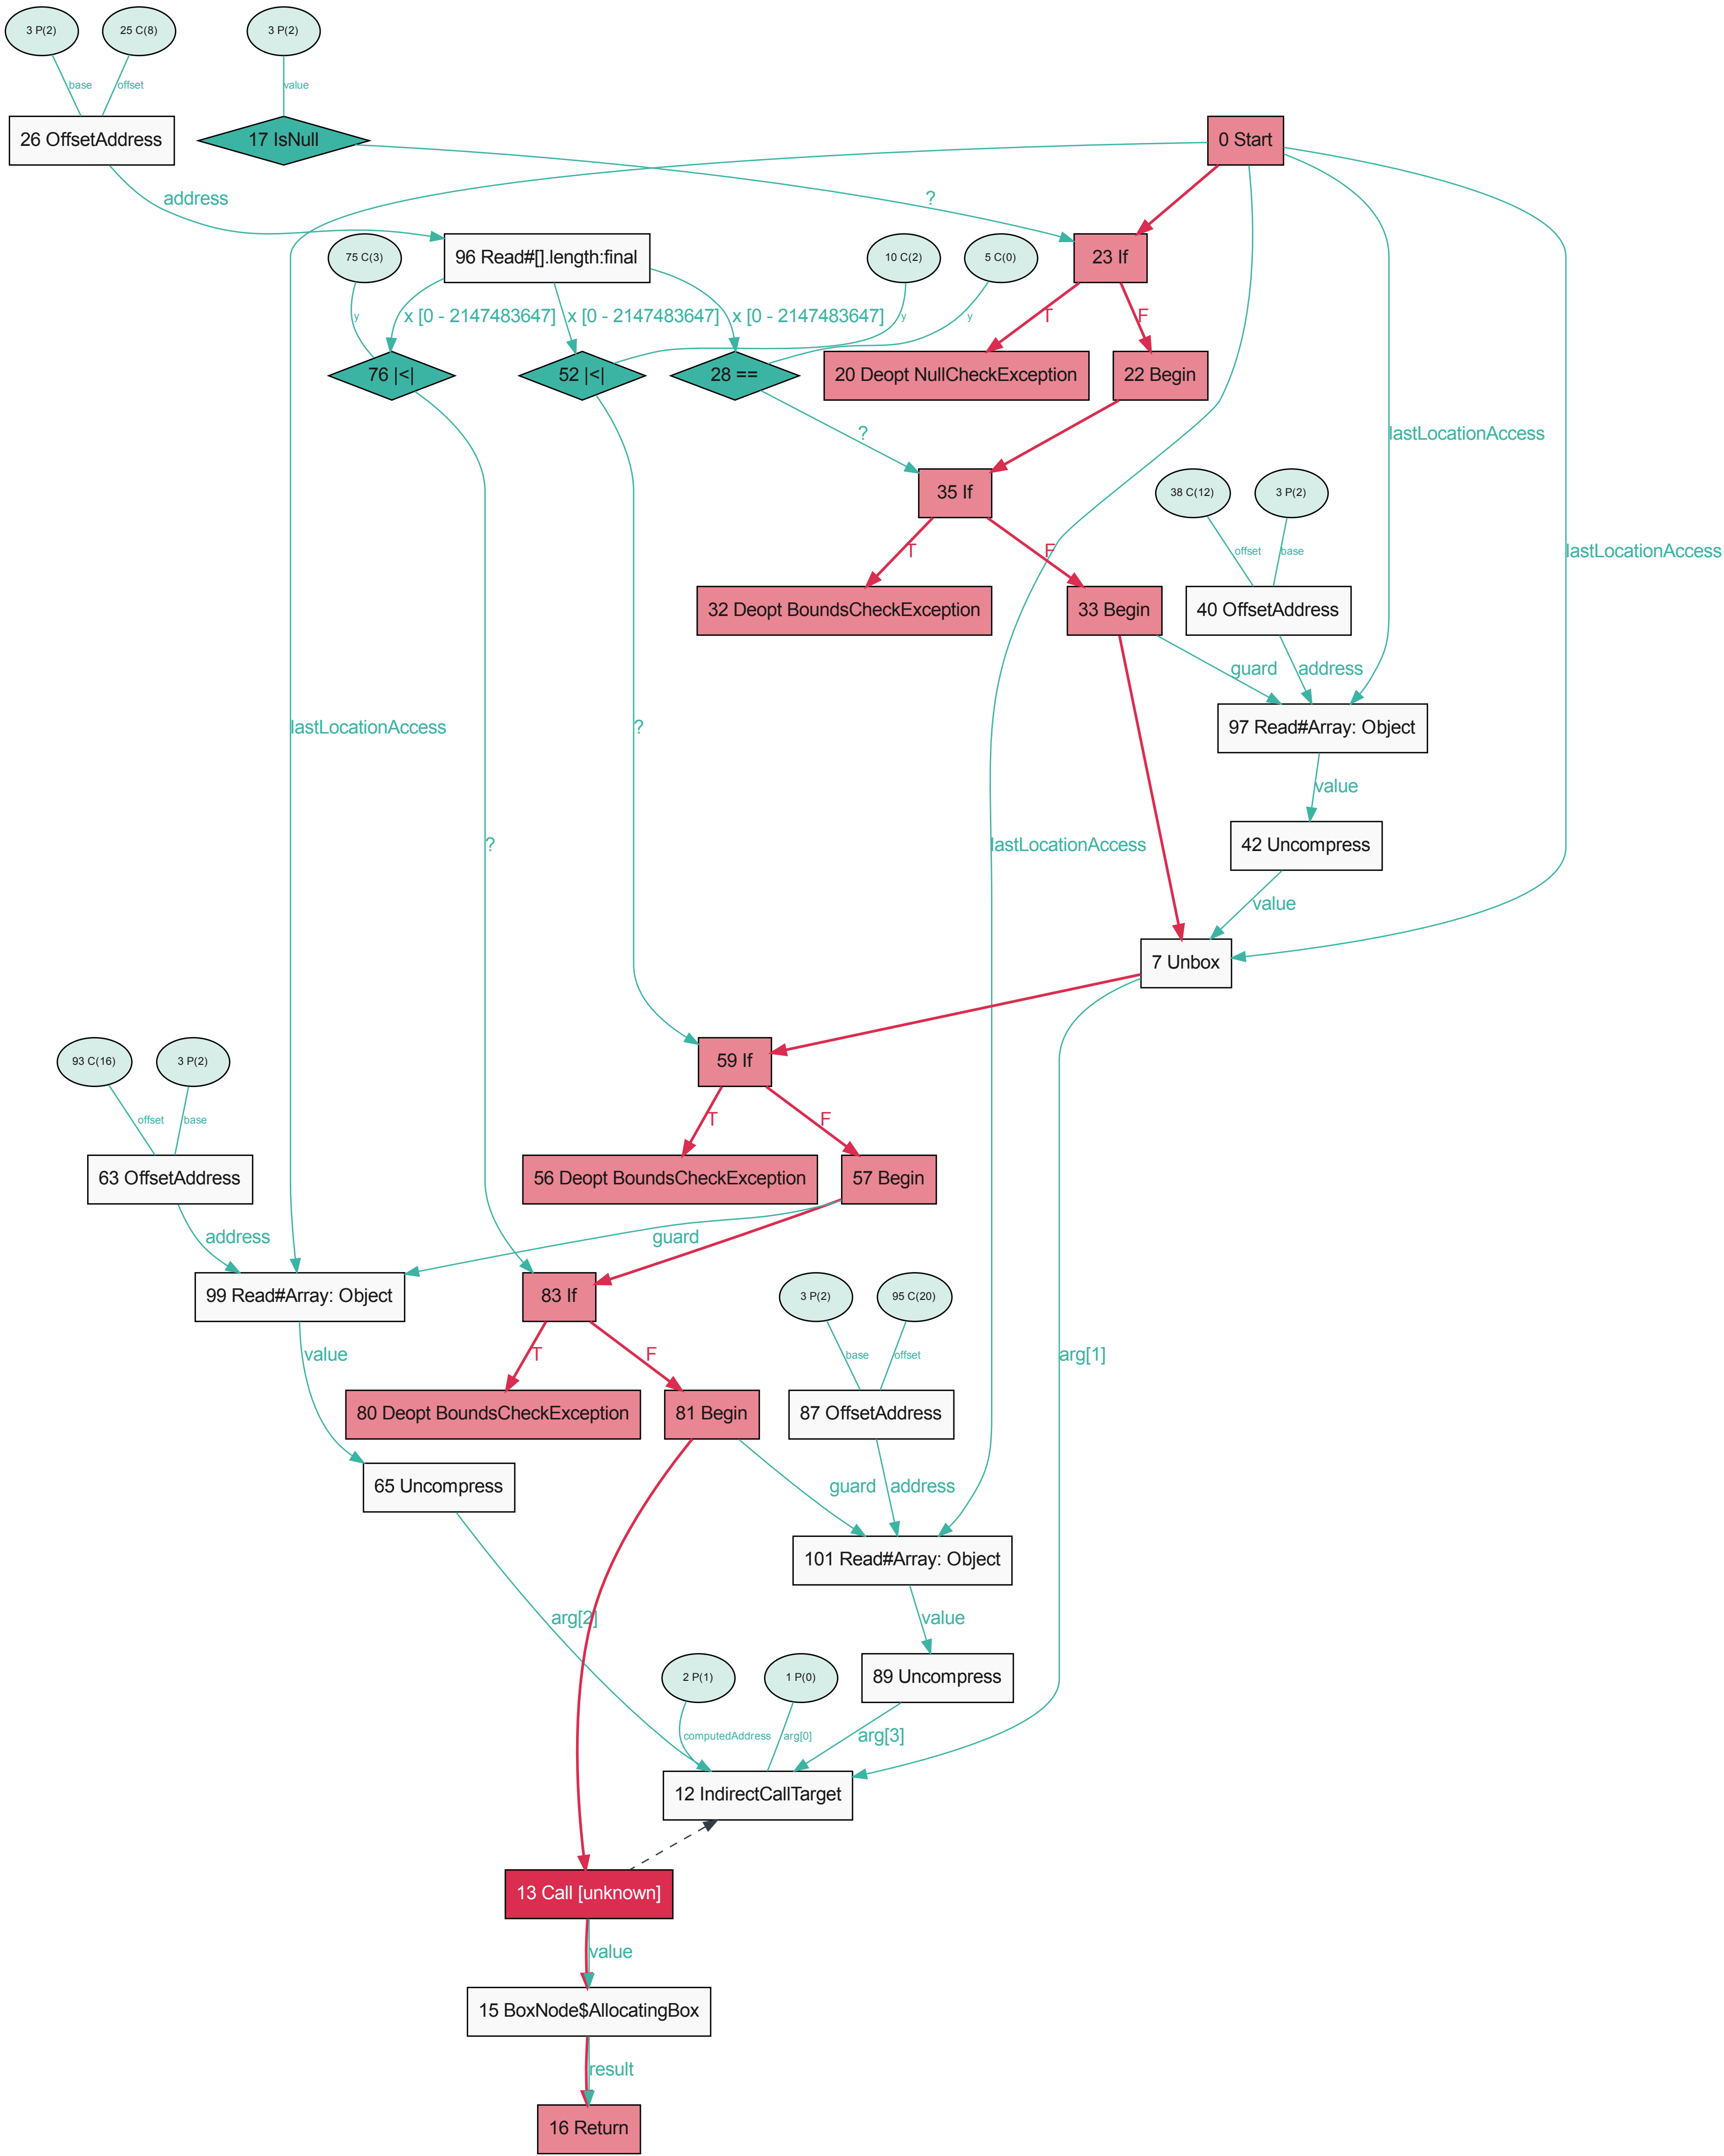 3 P(2)
25 C(8)
3 P(2)
base
offset
value
26 OffsetAddress
17 IsNull
0 Start
address
?
75 C(3)
96 Read#[].length:final
10 C(2)
5 C(0)
23 If
y
x [0 - 2147483647]
x [0 - 2147483647]
x [0 - 2147483647]
y
y
T
F
76 |<|
52 |<|
28 ==
20 Deopt NullCheckException
22 Begin
?
lastLocationAccess
35 If
38 C(12)
3 P(2)
T
F
offset
base
lastLocationAccess
32 Deopt BoundsCheckException
33 Begin
40 OffsetAddress
guard
address
lastLocationAccess
?
97 Read#Array: Object
value
?
lastLocationAccess
42 Uncompress
value
7 Unbox
93 C(16)
3 P(2)
59 If
offset
base
T
F
63 OffsetAddress
56 Deopt BoundsCheckException
57 Begin
address
guard
99 Read#Array: Object
83 If
3 P(2)
95 C(20)
value
T
F
base
offset
arg[1]
80 Deopt BoundsCheckException
81 Begin
87 OffsetAddress
65 Uncompress
guard
address
101 Read#Array: Object
arg[2]
value
2 P(1)
1 P(0)
89 Uncompress
computedAddress
arg[0]
arg[3]
12 IndirectCallTarget
13 Call [unknown]
value
15 BoxNode$AllocatingBox
result
16 Return